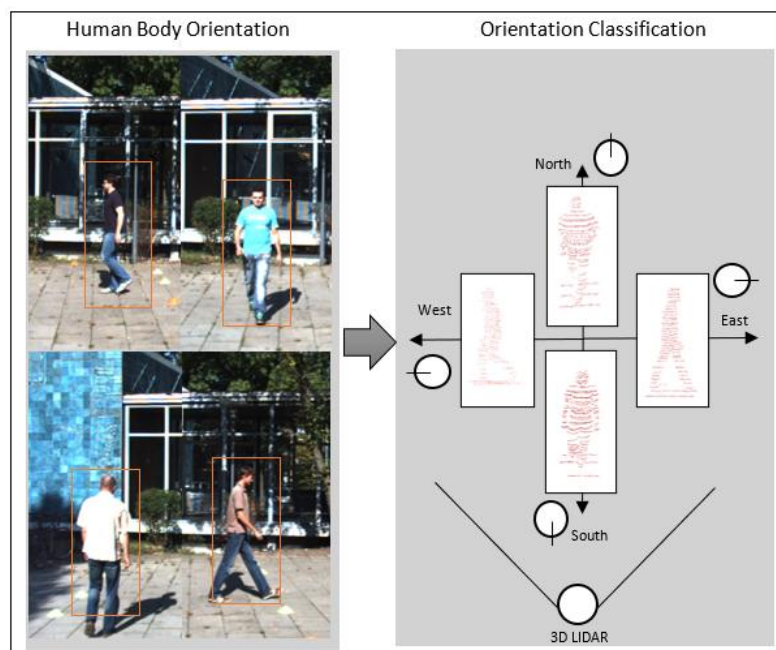 Human Body Orientation
Orientation Classification
North
West
East
South
3D LIDAR